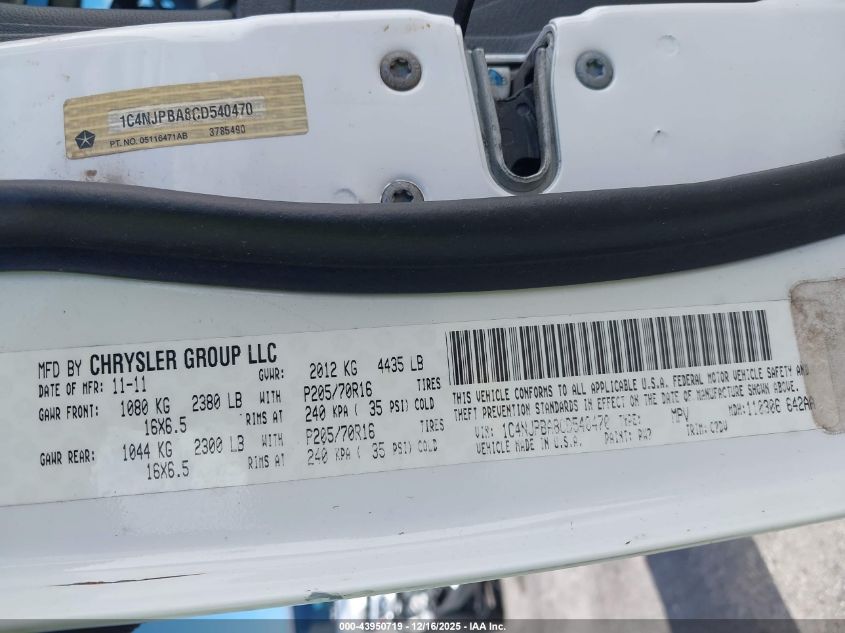 1C4NJPBA8CD540470
PT. NO. 05116471AB 3785490
MFD BY CHRYSLER GROUP LLC
DATE OF MFR: 11-11 GVWR: 2012 KG 4435 LB
GAWR FRONT: 1080 KG 2380 LB WITH P205/70R16 TIRES
16X6.5 RIMS AT 240 KPA ( 35 PSI) COLD
GAWR REAR: 1044 KG 2300 LB WITH P205/70R16 TIRES
16X6.5 RIMS AT 240 KPA ( 35 PSI) COLD
THIS VEHICLE CONFORMS TO ALL APPLICABLE U.S.A. FEDERAL MOTOR VEHICLE SAFETY AND
THEFT PREVENTION STANDARDS IN EFFECT ON THE DATE OF MANUFACTURE SHOWN ABOVE.
VIN: 1C4NJPBA8CD540470 TYPE: MPV MDH: 110306 642AA
VEHICLE MADE IN U.S.A. PAINT: PW7 TRIM: C7DV
000-43950719 - 12/16/2025 - IAA, Inc.